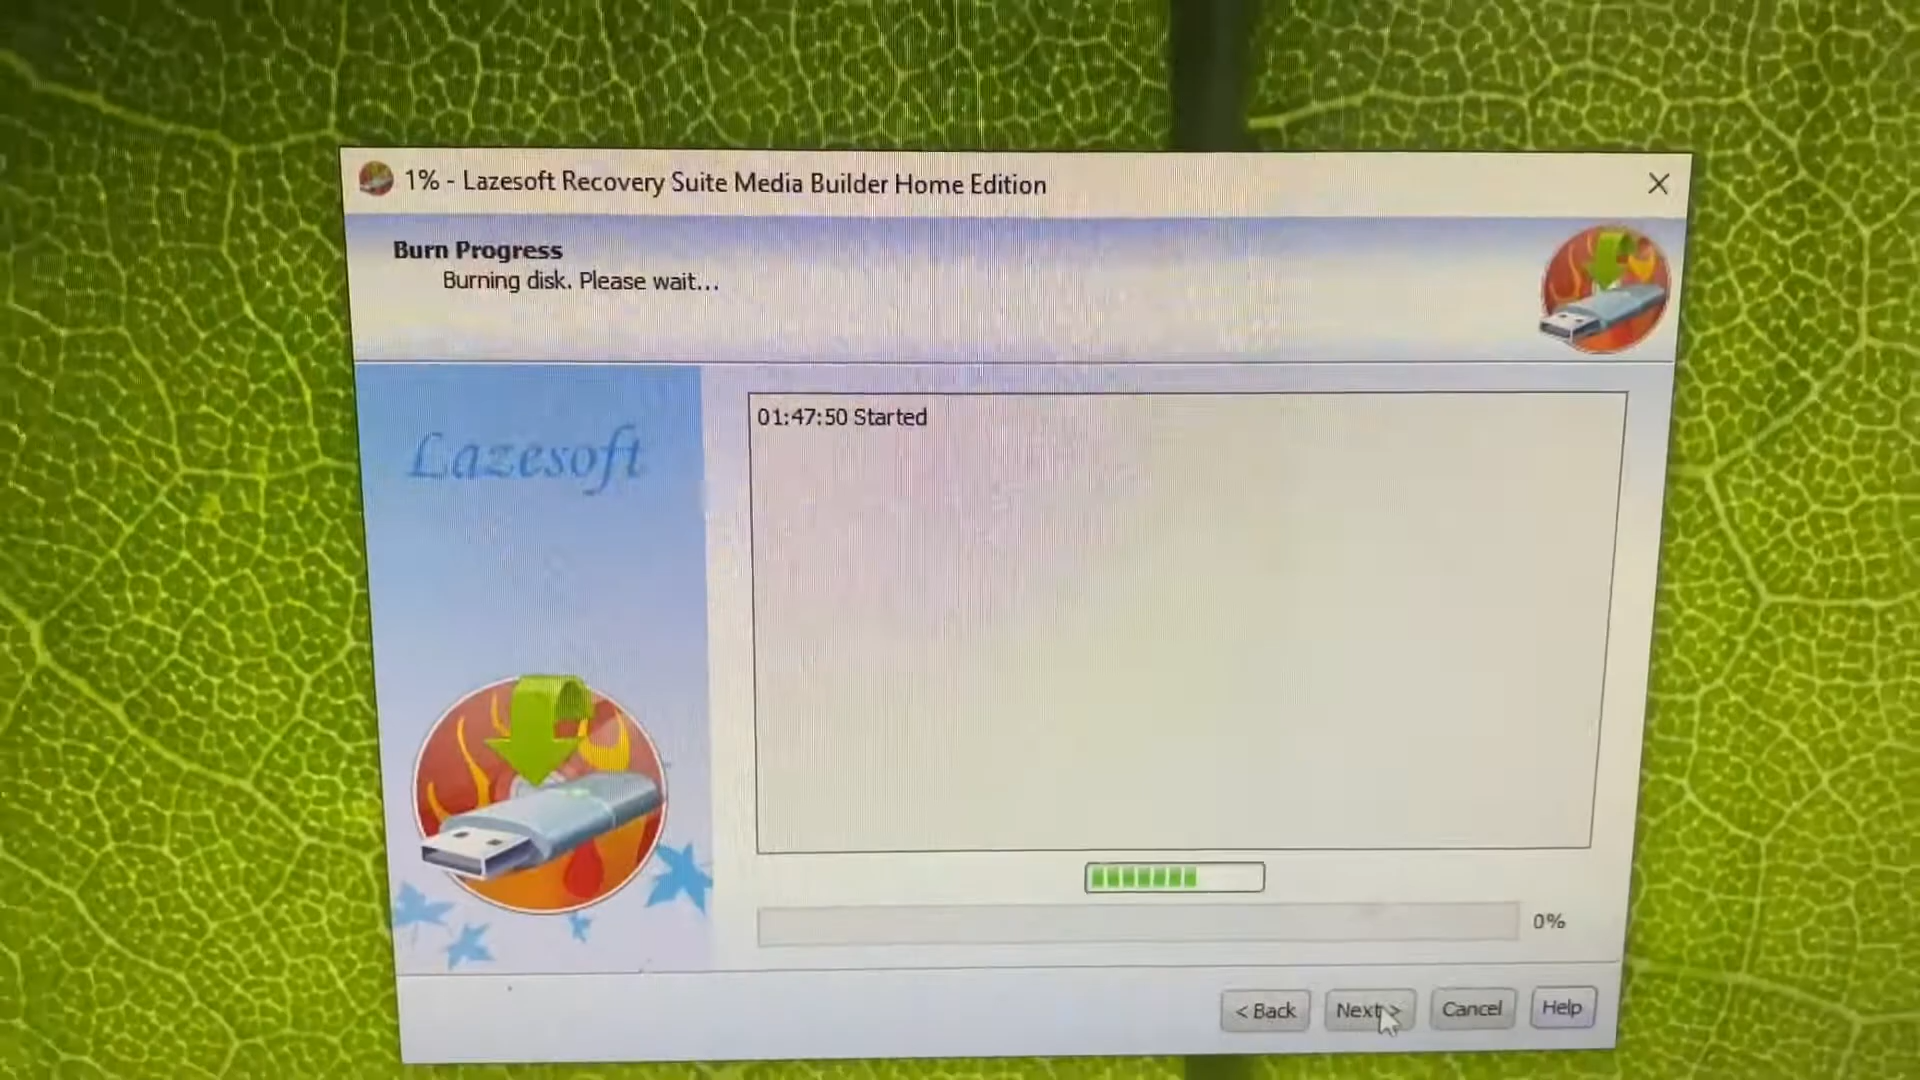 1% - Lazesoft Recovery Suite Media Builder Home Edition
Burn Progress
Burning disk. Please wait...
Lazesoft
01:47:50 Started
0%
< Back
Next >
Cancel
Help